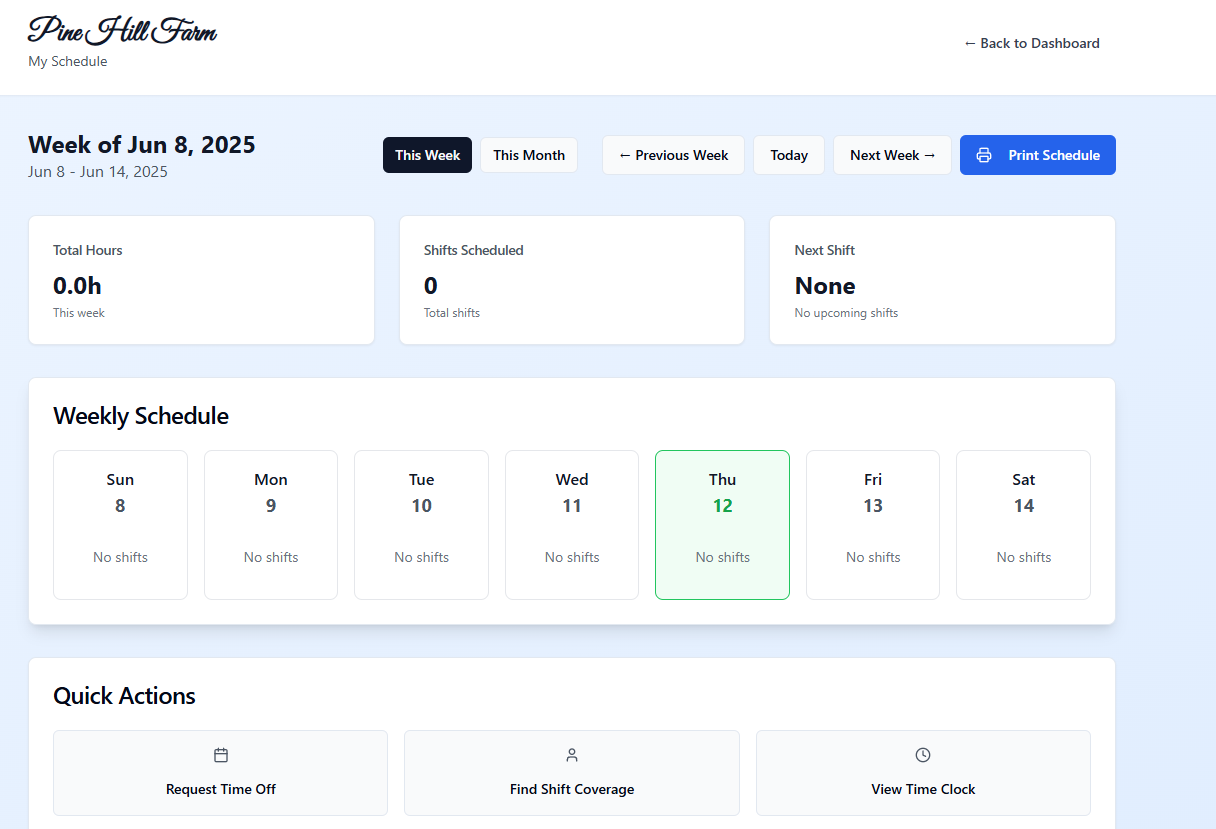 Pine Hill Farm
My Schedule
← Back to Dashboard
Week of Jun 8, 2025
Jun 8 - Jun 14, 2025
This Week
This Month
← Previous Week
Today
Next Week →
Print Schedule
Total Hours
0.0h
This week
Shifts Scheduled
0
Total shifts
Next Shift
None
No upcoming shifts
Weekly Schedule
Sun
8
No shifts
Mon
9
No shifts
Tue
10
No shifts
Wed
11
No shifts
Thu
12
No shifts
Fri
13
No shifts
Sat
14
No shifts
Quick Actions
Request Time Off
Find Shift Coverage
View Time Clock